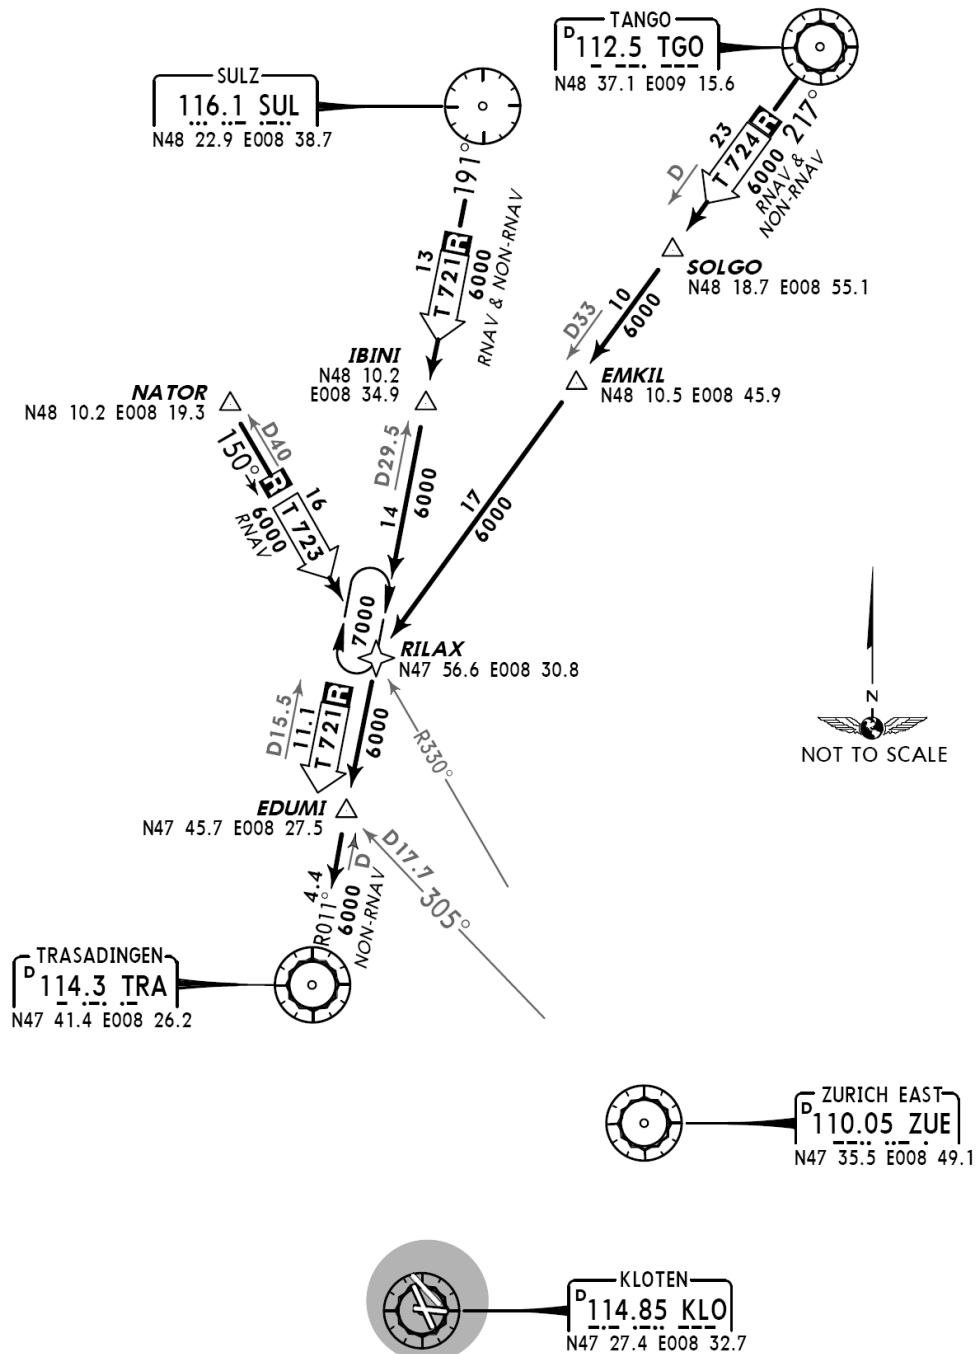 TANGO
D 112.5 TGO
N48 37.1 E009 15.6
SULZ
116.1 SUL
N48 22.9 E008 38.7
217°
T 724 R
23
6000
RNAV &
NON-RNAV
D
191°
T 721 R
13
6000
RNAV & NON-RNAV
SOLGO
N48 18.7 E008 55.1
10
6000
D33
IBINI
N48 10.2
E008 34.9
EMKIL
N48 10.5 E008 45.9
NATOR
N48 10.2 E008 19.3
D40
150°
R
T 723
16
6000
RNAV
D29.5
14
6000
17
6000
7000
RILAX
N47 56.6 E008 30.8
D15.5
11.1
T 721 R
6000
R330°
N
NOT TO SCALE
EDUMI
N47 45.7 E008 27.5
D17.7
305°
4.4
R011°
6000
NON-RNAV
D
TRASADINGEN
D 114.3 TRA
N47 41.4 E008 26.2
ZURICH EAST
D 110.05 ZUE
N47 35.5 E008 49.1
KLOTEN
D 114.85 KLO
N47 27.4 E008 32.7